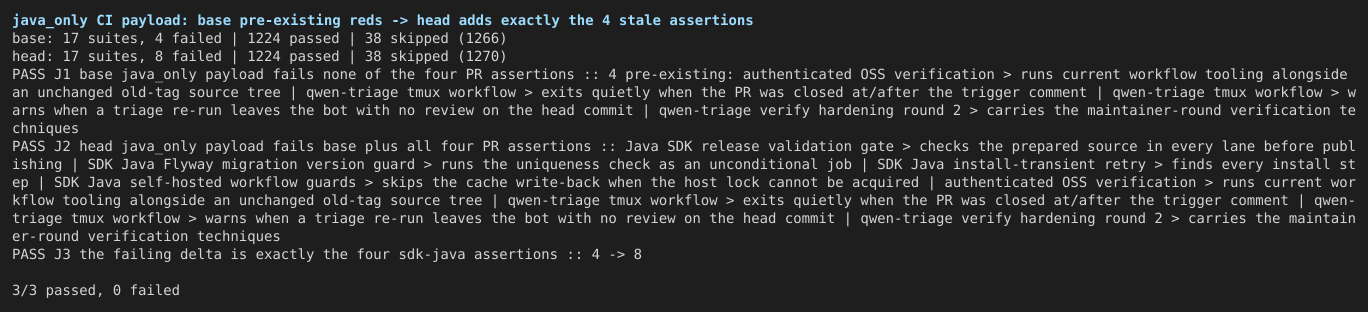 java_only CI payload: base pre-existing reds -> head adds exactly the 4 stale assertions
base: 17 suites, 4 failed | 1224 passed | 38 skipped (1266)
head: 17 suites, 8 failed | 1224 passed | 38 skipped (1270)
PASS J1 base java_only payload fails none of the four PR assertions :: 4 pre-existing: authenticated OSS verification > runs current workflow tooling alongside
an unchanged old-tag source tree | qwen-triage tmux workflow > exits quietly when the PR was closed at/after the trigger comment | qwen-triage tmux workflow > w
arns when a triage re-run leaves the bot with no review on the head commit | qwen-triage verify hardening round 2 > carries the maintainer-round verification te
chniques
PASS J2 head java_only payload fails base plus all four PR assertions :: Java SDK release validation gate > checks the prepared source in every lane before publ
ishing | SDK Java Flyway migration version guard > runs the uniqueness check as an unconditional job | SDK Java install-transient retry > finds every install st
ep | SDK Java self-hosted workflow guards > skips the cache write-back when the host lock cannot be acquired | authenticated OSS verification > runs current wor
kflow tooling alongside an unchanged old-tag source tree | qwen-triage tmux workflow > exits quietly when the PR was closed at/after the trigger comment | qwen-
triage tmux workflow > warns when a triage re-run leaves the bot with no review on the head commit | qwen-triage verify hardening round 2 > carries the maintain
er-round verification techniques
PASS J3 the failing delta is exactly the four sdk-java assertions :: 4 -> 8
3/3 passed, 0 failed